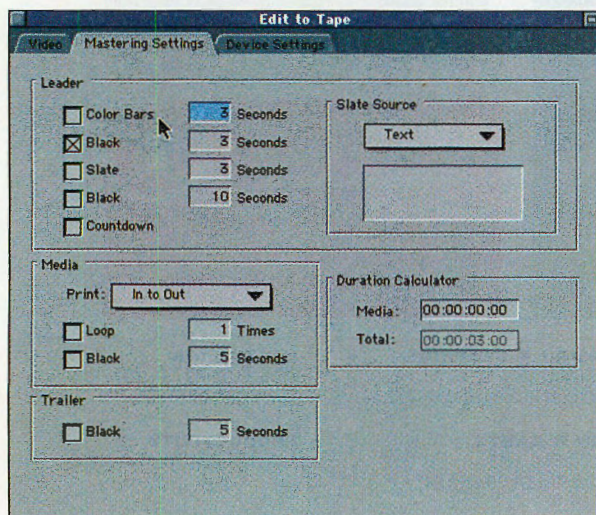 Edit to Tape
Video
Mastering Settings
Device Settings
Leader
Color Bars 3 Seconds
Black 3 Seconds
Slate 3 Seconds
Black 10 Seconds
Countdown
Slate Source
Text
Media
Print: In to Out
Loop 1 Times
Black 5 Seconds
Duration Calculator
Media: 00:00:00:00
Total: 00:00:03:00
Trailer
Black 5 Seconds